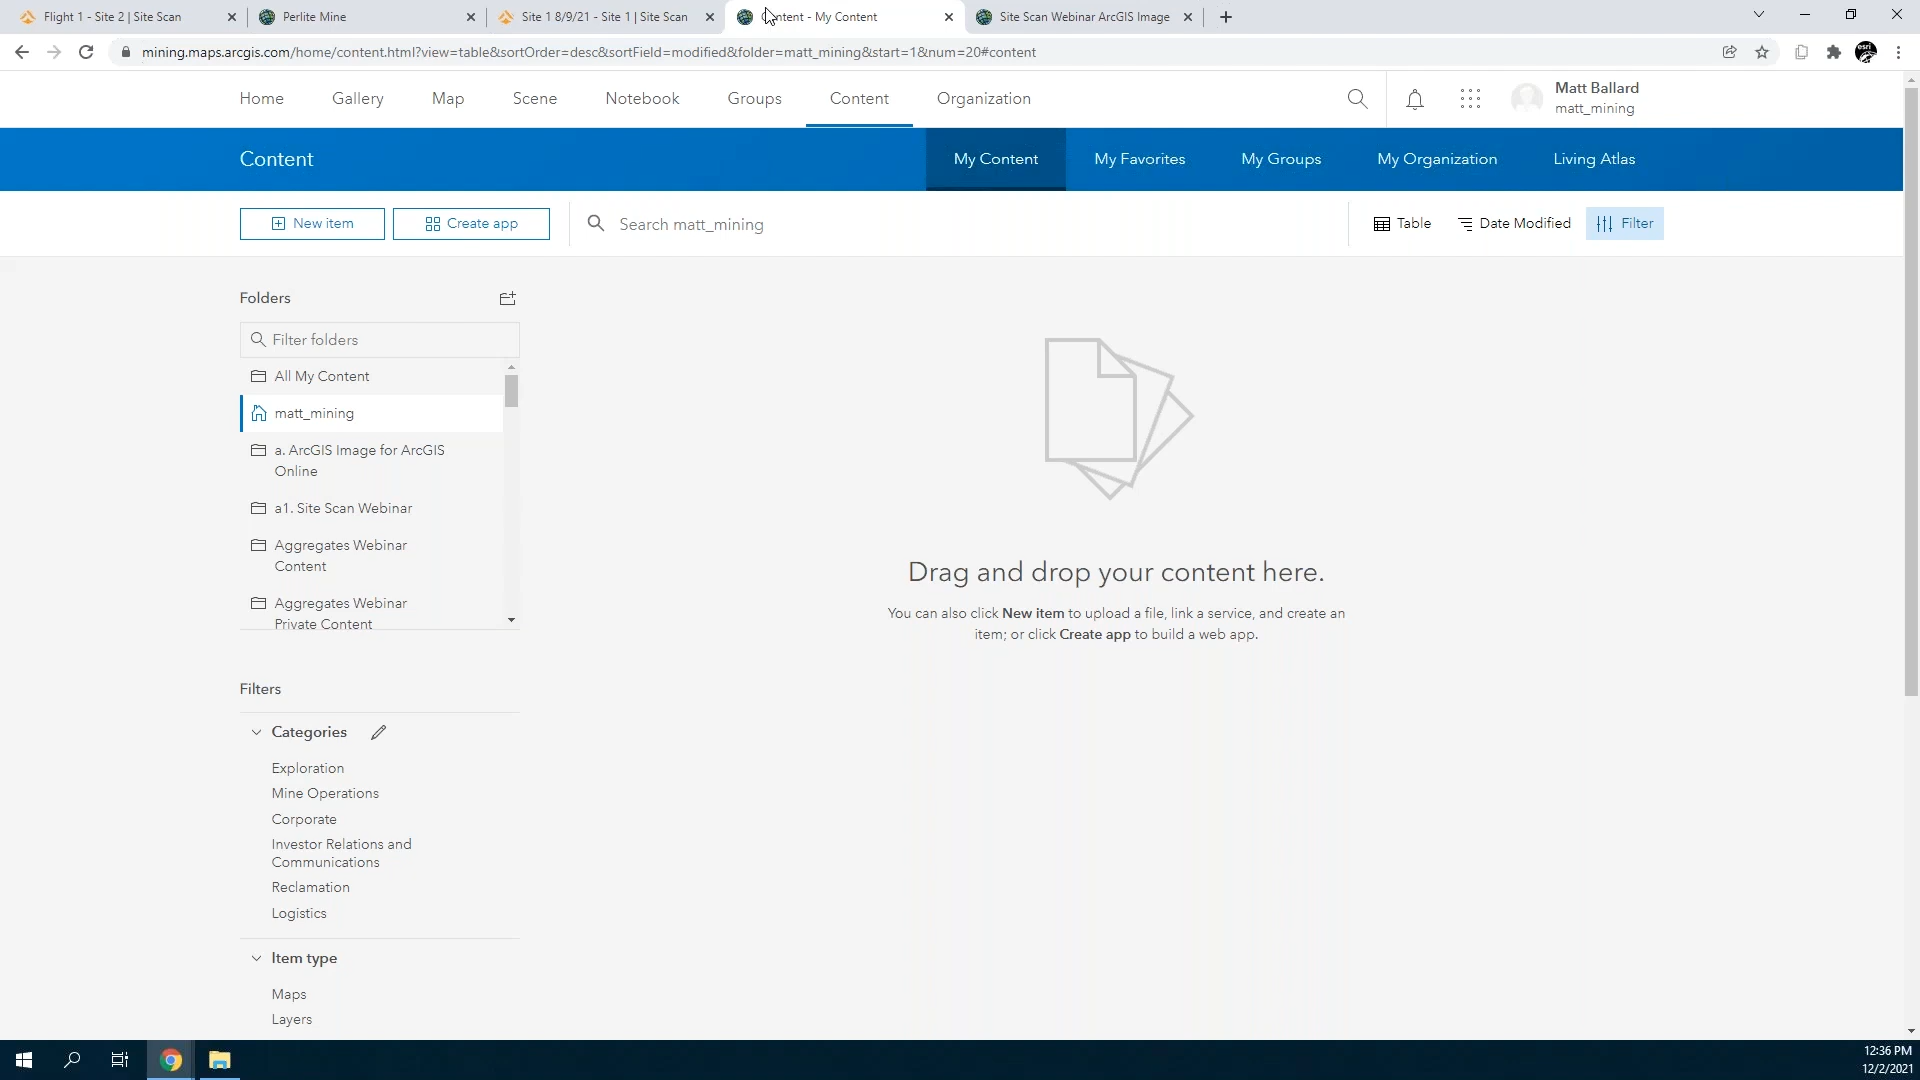 Flight 1 - Site 2 | Site Scan
Perlite Mine
Site 1 8/9/21 - Site 1 | Site Scan
ntent - My Content
Site Scan Webinar ArcGIS Image
mining.maps.arcgis.com/home/content.html?view=table&sortOrder=desc&sortField=modified&folder=matt_mining&start=1&num=20#content
esri
Home
Gallery
Map
Scene
Notebook
Groups
Content
Organization
Matt Ballard
matt_mining
Content
My Content
My Favorites
My Groups
My Organization
Living Atlas
New item
Create app
Search matt_mining
Table
Date Modified
Filter
Folders
Filter folders
All My Content
matt_mining
a. ArcGIS Image for ArcGIS
Online
a1. Site Scan Webinar
Aggregates Webinar
Content
Aggregates Webinar
Private Content
Drag and drop your content here.
You can also click New item to upload a file, link a service, and create an
item; or click Create app to build a web app.
Filters
Categories
Exploration
Mine Operations
Corporate
Investor Relations and
Communications
Reclamation
Logistics
Item type
Maps
Layers
12:36 PM
12/2/2021